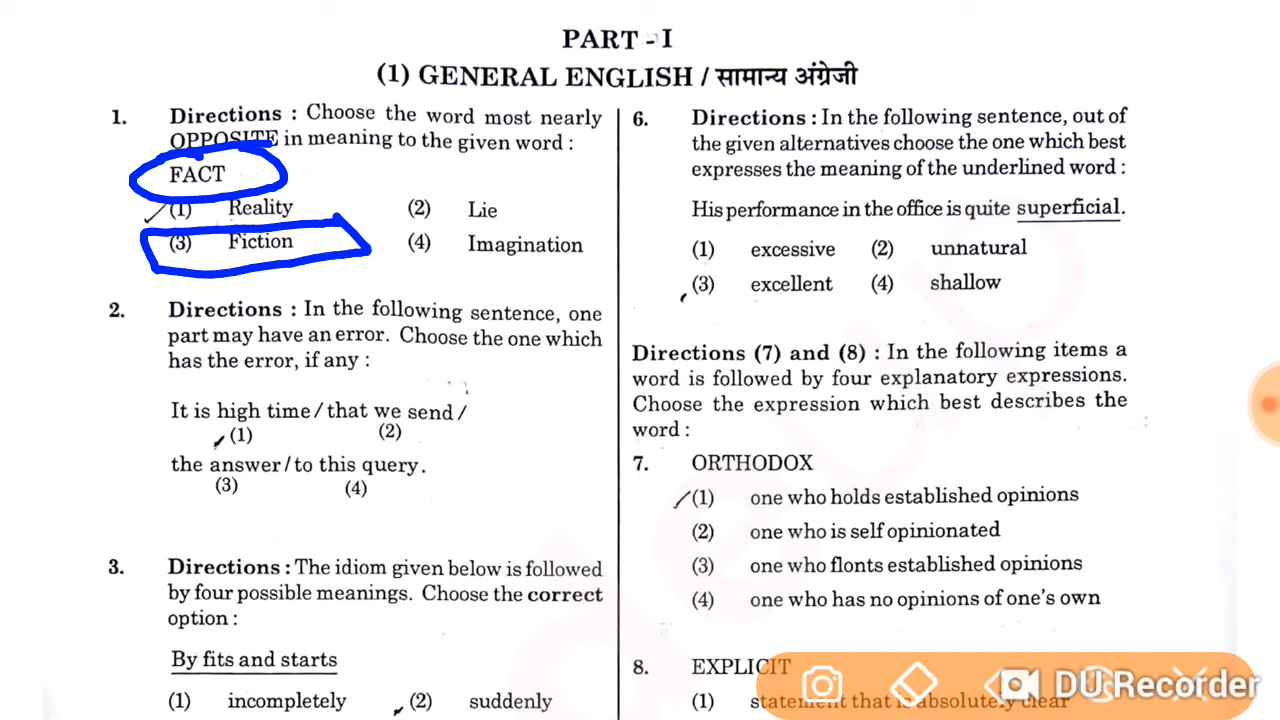 PART - I
(1) GENERAL ENGLISH / सामान्य अंग्रेजी
1. Directions : Choose the word most nearly
OPPOSITE in meaning to the given word :
FACT
(1) Reality (2) Lie
(3) Fiction (4) Imagination
2. Directions : In the following sentence, one
part may have an error. Choose the one which
has the error, if any :
It is high time / that we send /
(1) (2)
the answer / to this query.
(3) (4)
3. Directions : The idiom given below is followed
by four possible meanings. Choose the correct
option :
By fits and starts
(1) incompletely (2) suddenly
6. Directions : In the following sentence, out of
the given alternatives choose the one which best
expresses the meaning of the underlined word :
His performance in the office is quite superficial.
(1) excessive (2) unnatural
(3) excellent (4) shallow
Directions (7) and (8) : In the following items a
word is followed by four explanatory expressions.
Choose the expression which best describes the
word :
7. ORTHODOX
(1) one who holds established opinions
(2) one who is self opinionated
(3) one who flonts established opinions
(4) one who has no opinions of one's own
8. EXPLICIT
(1) statement that is absolutely clear
DU Recorder